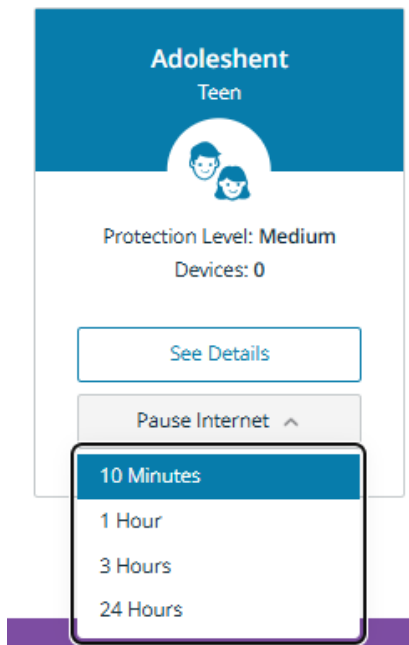 Adoleshent
Teen
Protection Level: Medium
Devices: 0
See Details
Pause Internet
10 Minutes
1 Hour
3 Hours
24 Hours